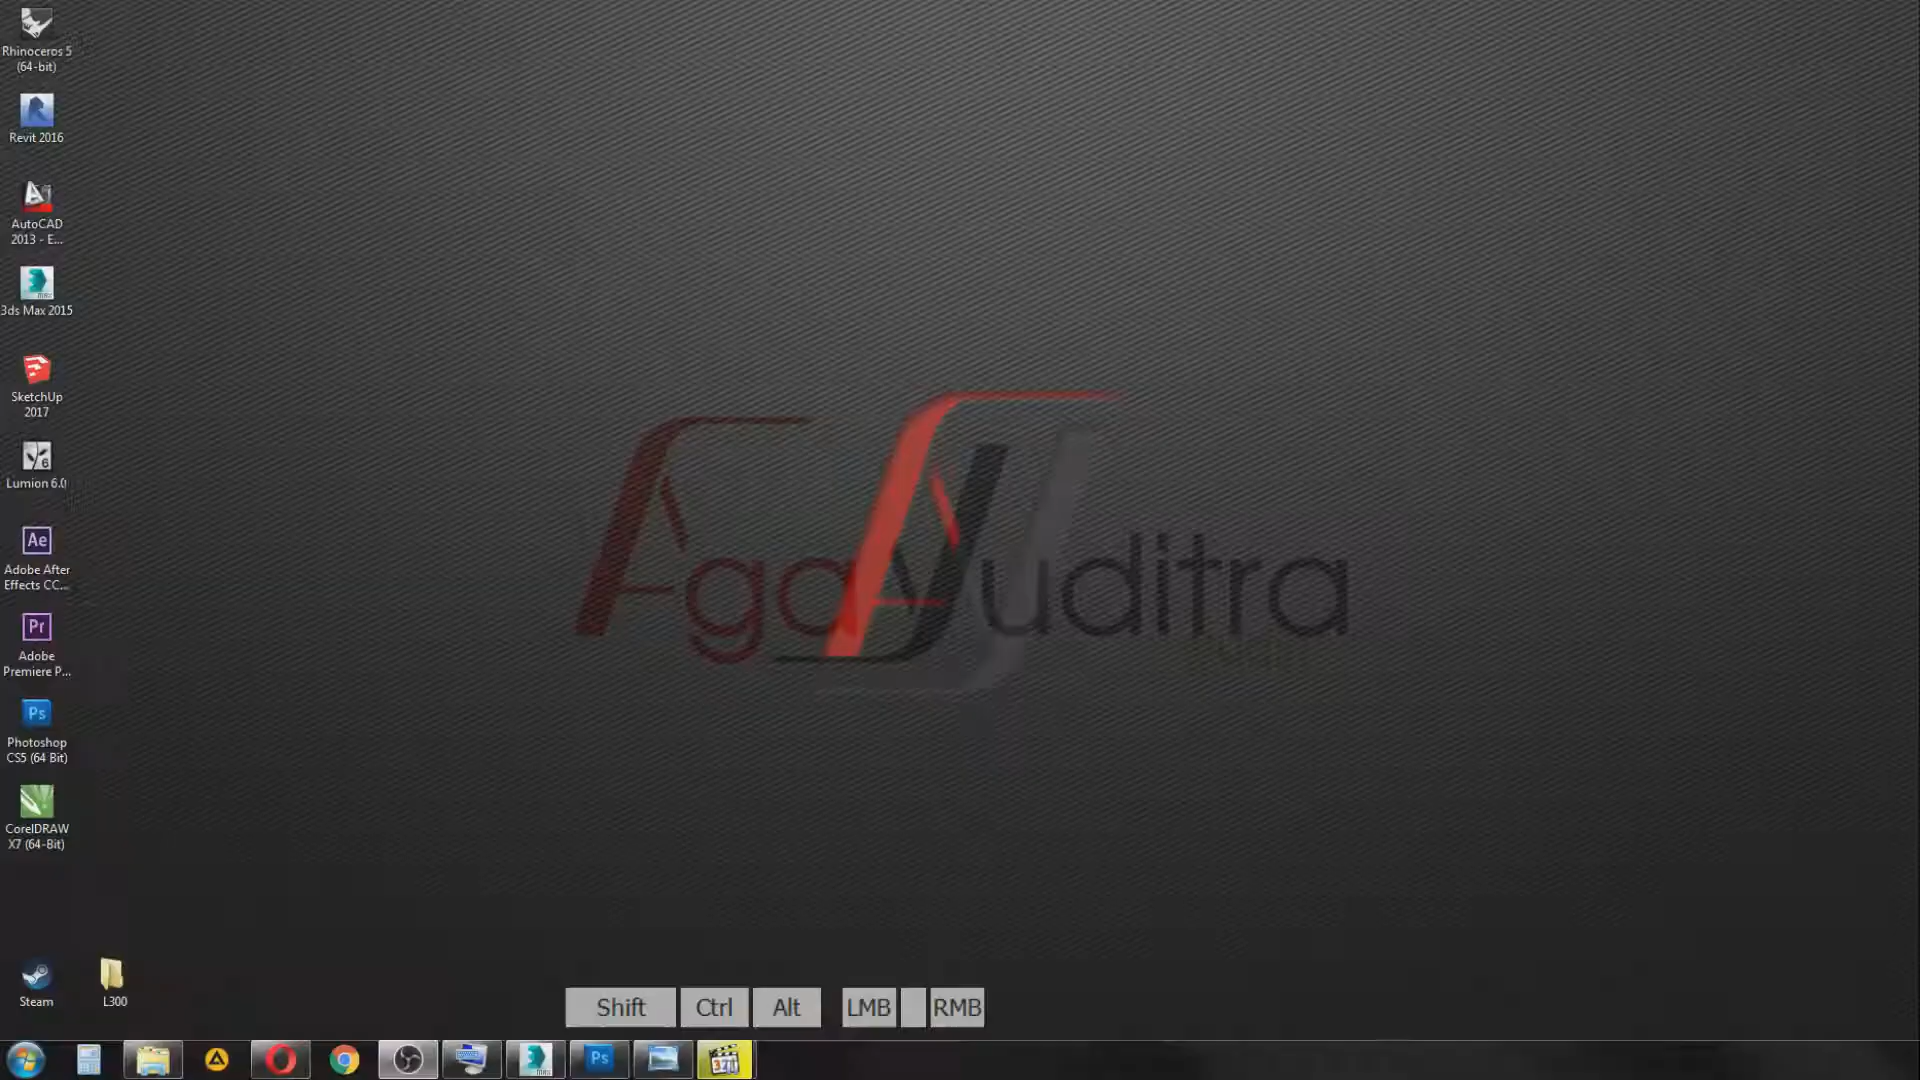 Rhinoceros 5
(64-bit)
Revit 2016
AutoCAD
2013 - E...
3ds Max 2015
SketchUp
2017
Lumion 6.0
Ae
Adobe After
Effects CC...
Pr
Adobe
Premiere P...
Ps
Photoshop
CS5 (64 Bit)
CorelDRAW
X7 (64-Bit)
AgaYuditra
Steam
L300
Shift
Ctrl
Alt
LMB
RMB
Ps
321